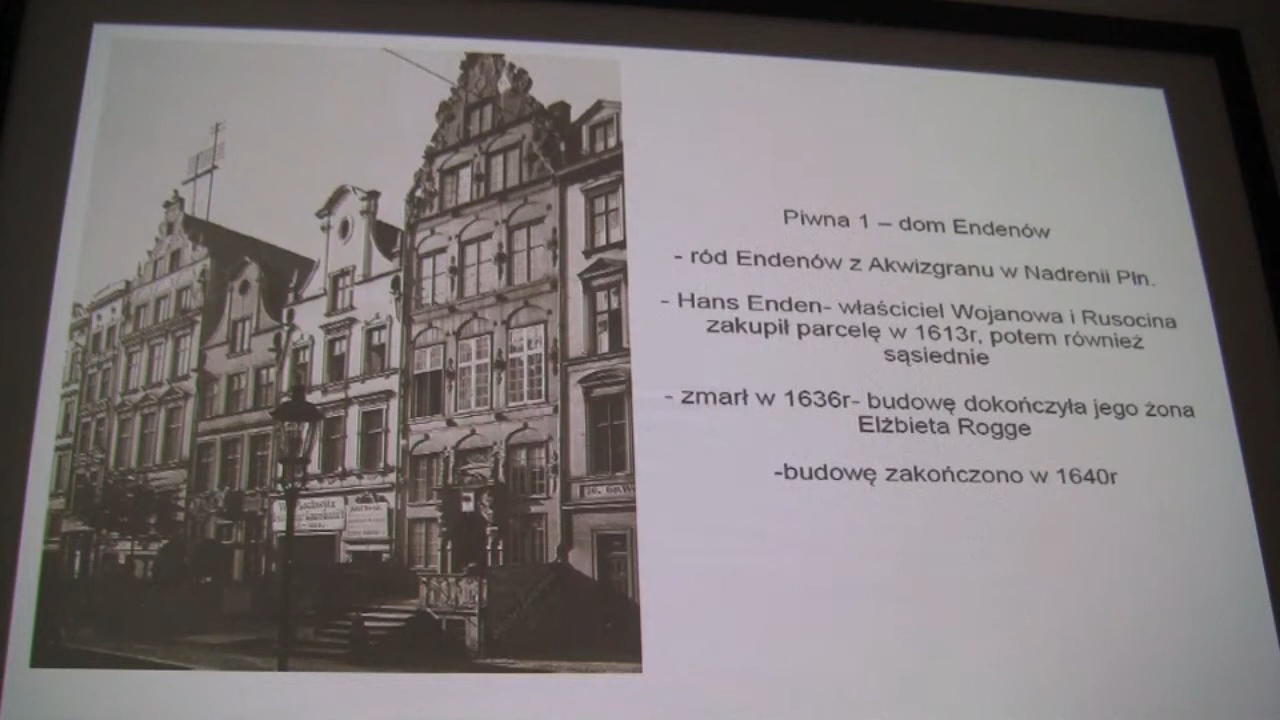 Piwna 1 – dom Endenów
- ród Endenów z Akwizgranu w Nadrenii Płn.
- Hans Enden- właściciel Wojanowa i Rusocina
zakupił parcelę w 1613r, potem również
sąsiednie
- zmarł w 1636r- budowę dokończyła jego żona
Elżbieta Rogge
-budowę zakończono w 1640r